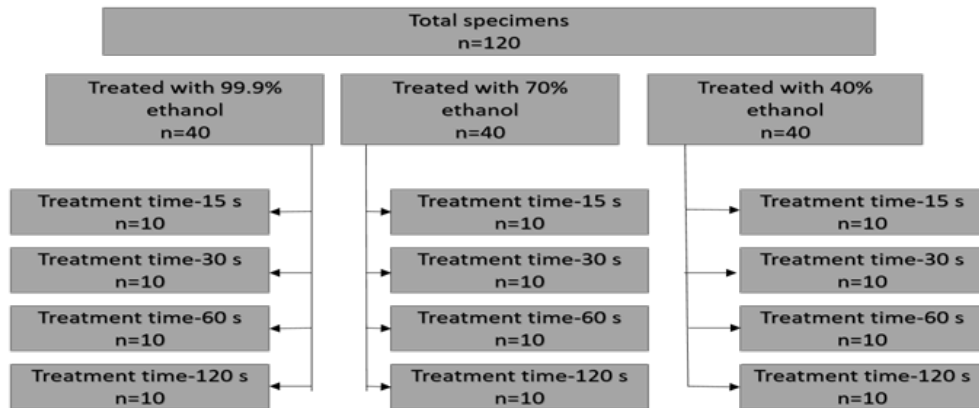 Total specimens
n=120
Treated with 99.9%
ethanol
n=40
Treated with 70%
ethanol
n=40
Treated with 40%
ethanol
n=40
Treatment time-15 s
n=10
Treatment time-30 s
n=10
Treatment time-60 s
n=10
Treatment time-120 s
n=10
Treatment time-15 s
n=10
Treatment time-30 s
n=10
Treatment time-60 s
n=10
Treatment time-120 s
n=10
Treatment time-15 s
n=10
Treatment time-30 s
n=10
Treatment time-60 s
n=10
Treatment time-120 s
n=10